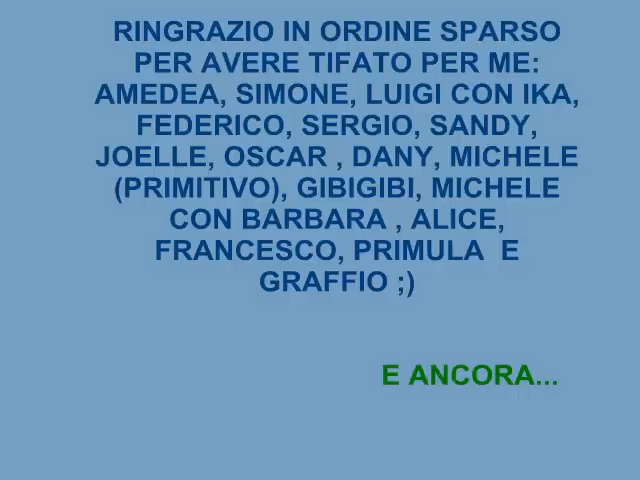 RINGRAZIO IN ORDINE SPARSO
PER AVERE TIFATO PER ME:
AMEDEA, SIMONE, LUIGI CON IKA,
FEDERICO, SERGIO, SANDY,
JOELLE, OSCAR , DANY, MICHELE
(PRIMITIVO), GIBIGIBI, MICHELE
CON BARBARA , ALICE,
FRANCESCO, PRIMULA  E
GRAFFIO ;)
E ANCORA...